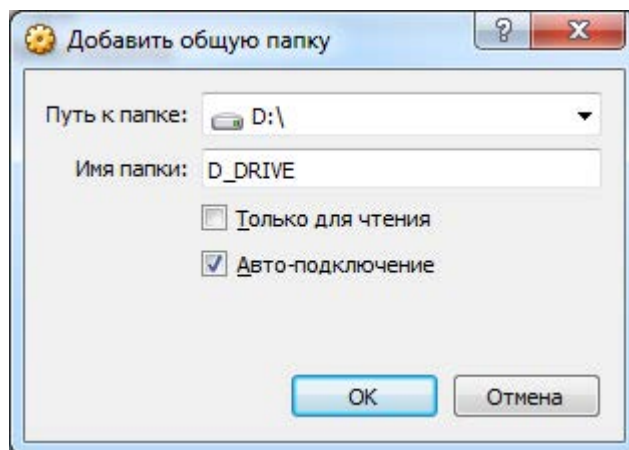 Добавить общую папку
Путь к папке: D:\
Имя папки: D_DRIVE
Только для чтения
Авто-подключение
OK Отмена